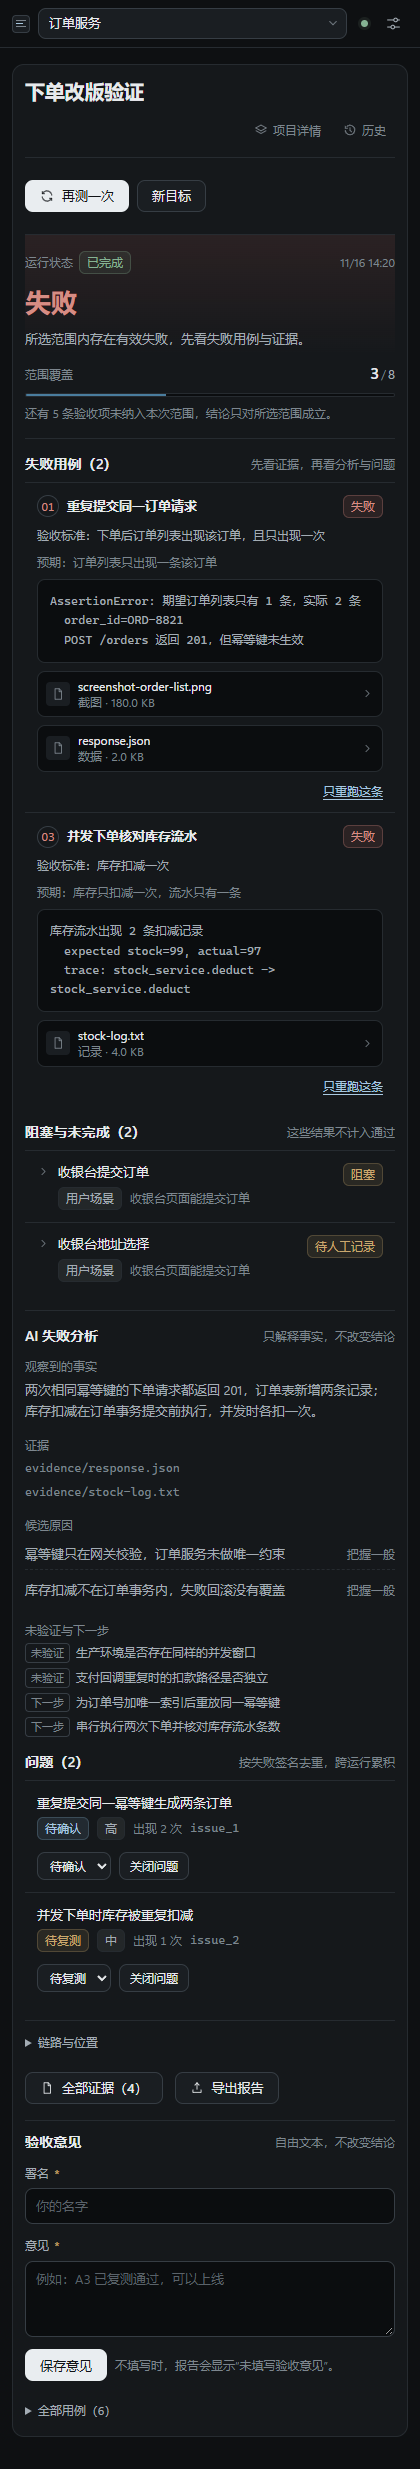 订单服务
下单改版验证
项目详情 历史
再测一次 新目标
运行状态 已完成 11/16 14:20
失败
所选范围内存在有效失败，先看失败用例与证据。
范围覆盖 3/8
还有 5 条验收项未纳入本次范围，结论只对所选范围成立。
失败用例（2） 先看证据，再看分析与问题
01 重复提交同一订单请求 失败
验收标准：下单后订单列表出现该订单，且只出现一次
预期：订单列表只出现一条该订单
AssertionError: 期望订单列表只有 1 条，实际 2 条
order_id=ORD-8821
POST /orders 返回 201，但幂等键未生效
screenshot-order-list.png
截图 · 180.0 KB
response.json
数据 · 2.0 KB
只重跑这条
03 并发下单核对库存流水 失败
验收标准：库存扣减一次
预期：库存只扣减一次，流水只有一条
库存流水出现 2 条扣减记录
expected stock=99, actual=97
trace: stock_service.deduct ->
stock_service.deduct
stock-log.txt
记录 · 4.0 KB
只重跑这条
阻塞与未完成（2） 这些结果不计入通过
收银台提交订单 阻塞
用户场景 收银台页面能提交订单
收银台地址选择 待人工记录
用户场景 收银台页面能提交订单
AI 失败分析 只解释事实，不改变结论
观察到的事实
两次相同幂等键的下单请求都返回 201，订单表新增两条记录；
库存扣减在订单事务提交前执行，并发时各扣一次。
证据
evidence/response.json
evidence/stock-log.txt
候选原因
幂等键只在网关校验，订单服务未做唯一约束 把握一般
库存扣减不在订单事务内，失败回滚没有覆盖 把握一般
未验证与下一步
未验证 生产环境是否存在同样的并发窗口
未验证 支付回调重复时的扣款路径是否独立
下一步 为订单号加唯一索引后重放同一幂等键
下一步 串行执行两次下单并核对库存流水条数
问题（2） 按失败签名去重，跨运行累积
重复提交同一幂等键生成两条订单
待确认 高 出现 2 次 issue_1
待确认 关闭问题
并发下单时库存被重复扣减
待复测 中 出现 1 次 issue_2
待复测 关闭问题
链路与位置
全部证据（4） 导出报告
验收意见 自由文本，不改变结论
署名 *
你的名字
意见 *
例如：A3 已复测通过，可以上线
保存意见 不填写时，报告会显示“未填写验收意见”。
全部用例（6）